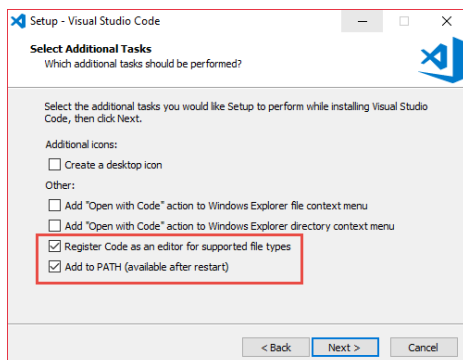 Setup - Visual Studio Code
Select Additional Tasks
Which additional tasks should be performed?
Select the additional tasks you would like Setup to perform while installing Visual Studio
Code, then click Next.
Additional icons:
Create a desktop icon
Other:
Add "Open with Code" action to Windows Explorer file context menu
Add "Open with Code" action to Windows Explorer directory context menu
Register Code as an editor for supported file types
Add to PATH (available after restart)
< Back Next > Cancel